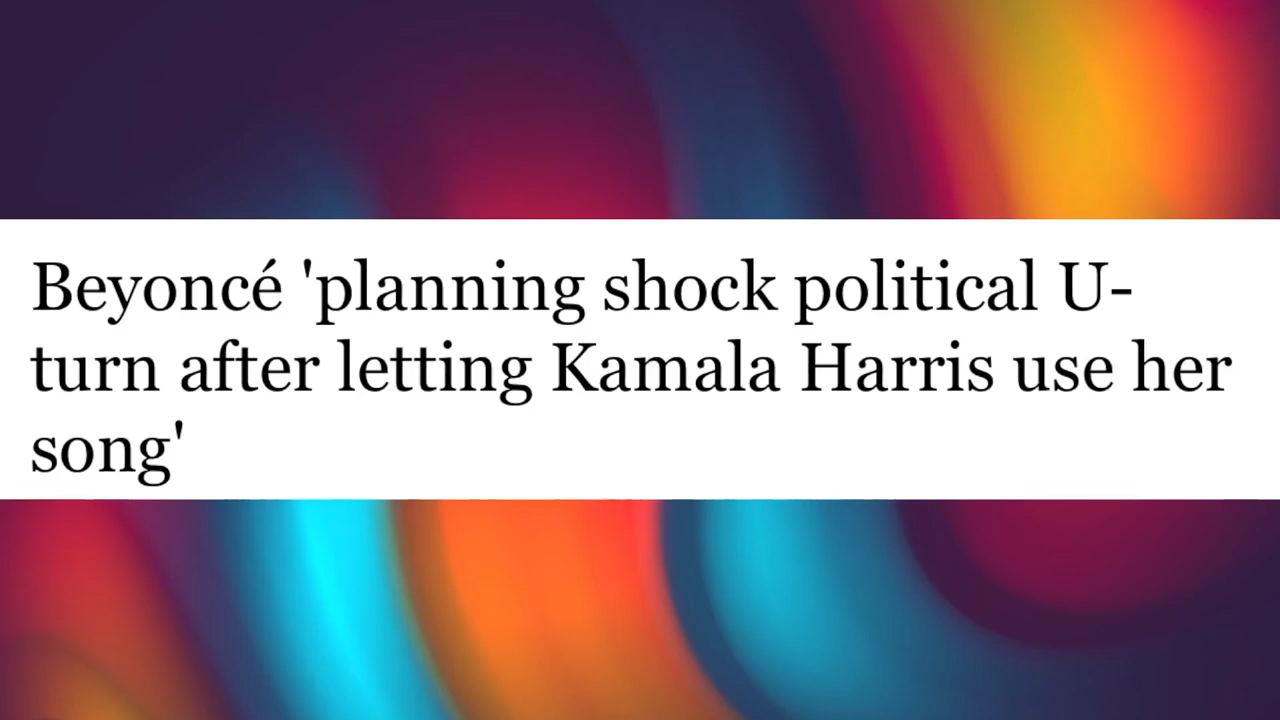 Beyoncé 'planning shock political U-
turn after letting Kamala Harris use her
song'